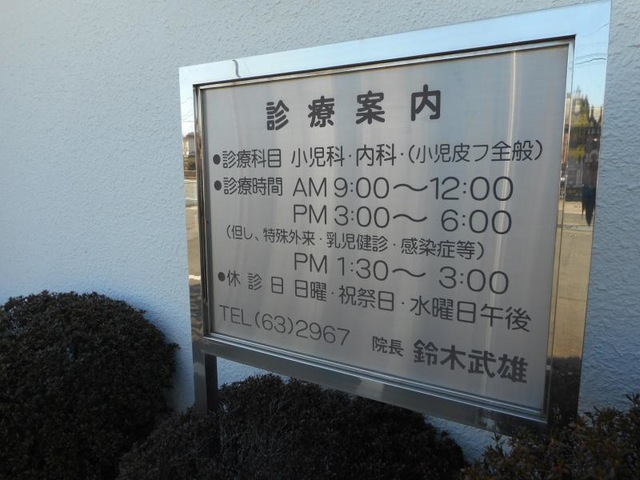 診療案内
●診療科目 小児科・内科・(小児皮フ全般)
●診療時間 AM 9:00〜12:00
PM 3:00〜 6:00
(但し、特殊外来・乳児健診・感染症等)
PM 1:30〜 3:00
●休診日 日曜・祝祭日・水曜日午後
TEL(63)2967 院長 鈴木武雄